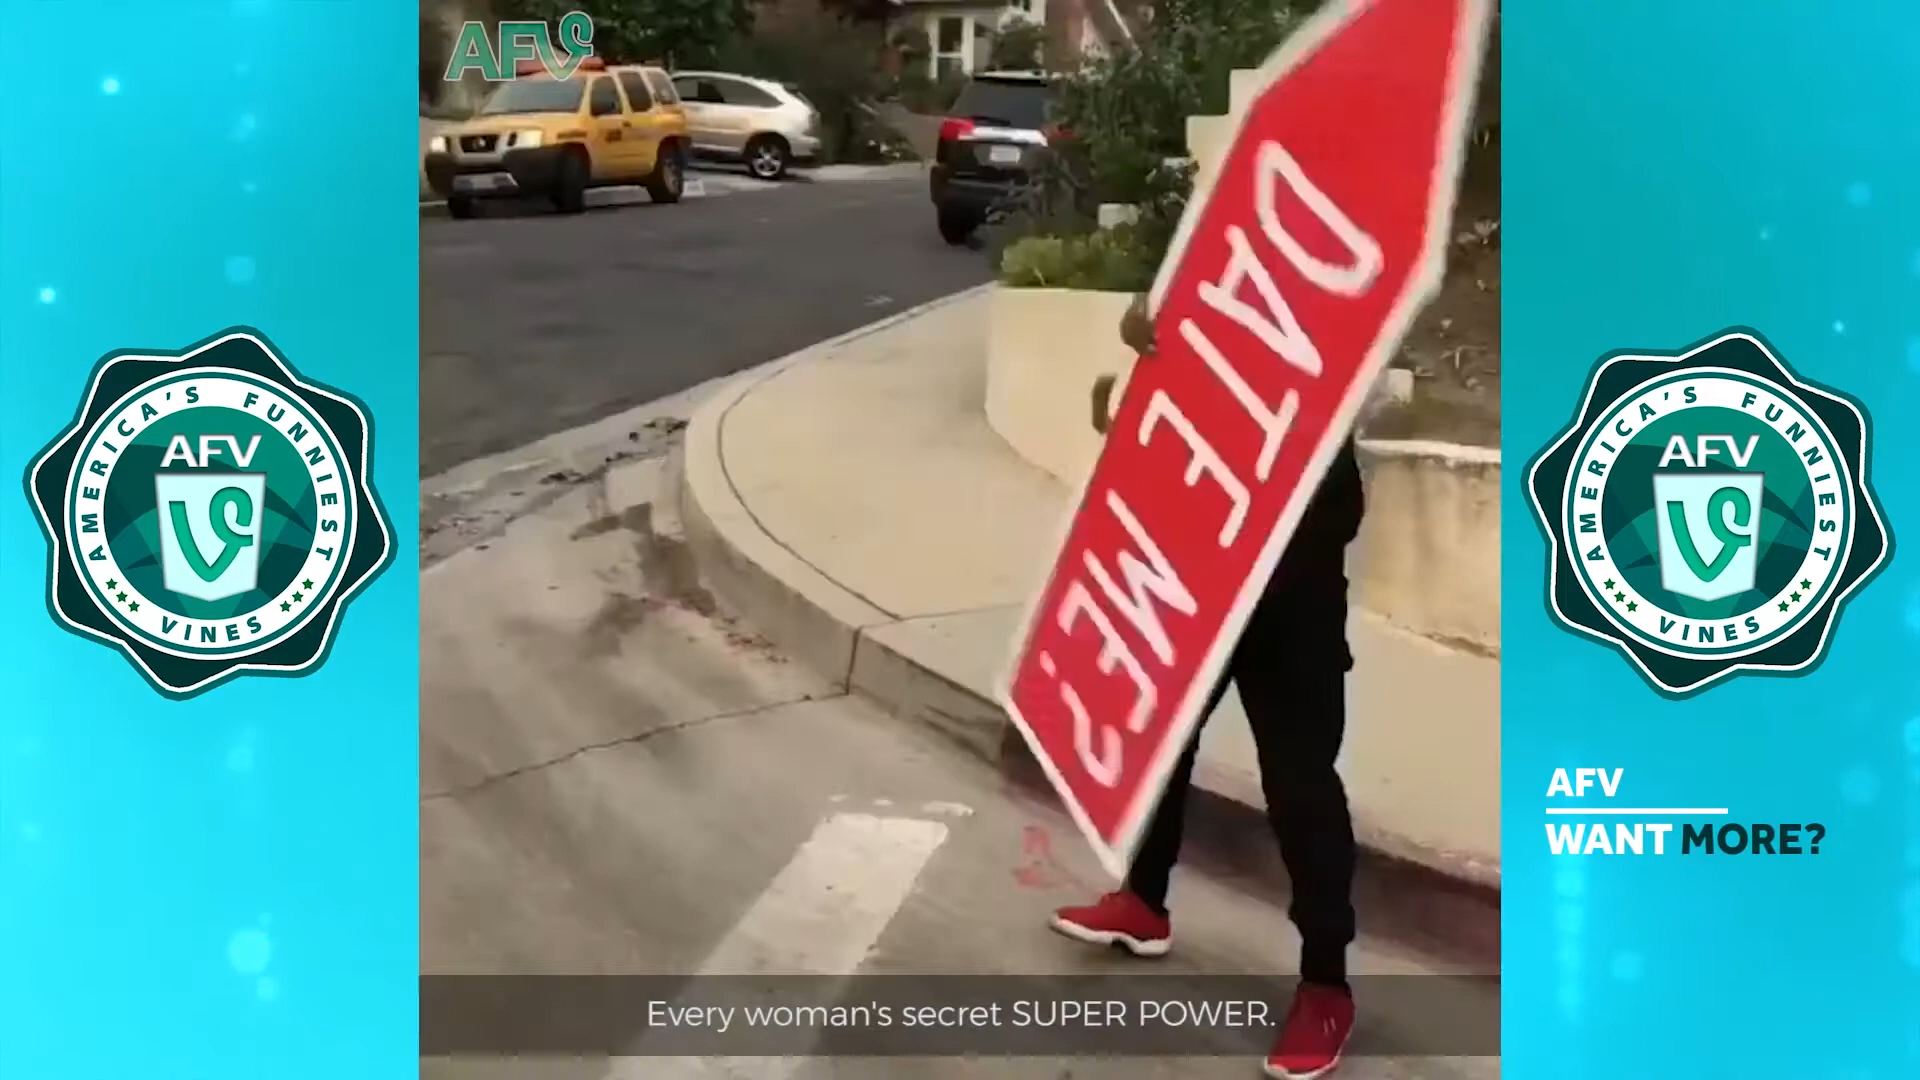 AFV
DATE ME?
AMERICA'S FUNNIEST
AFV
V
VINES
AMERICA'S FUNNIEST
AFV
V
VINES
AFV
WANT MORE?
Every woman's secret SUPER POWER.